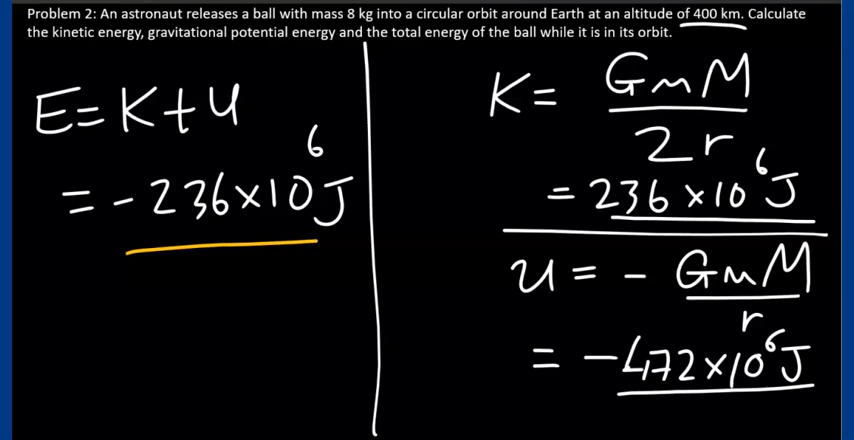 Problem 2: An astronaut releases a ball with mass 8 kg into a circular orbit around Earth at an altitude of 400 km. Calculate
the kinetic energy, gravitational potential energy and the total energy of the ball while it is in its orbit.
E = K + U
= -236 × 10⁶ J
K = GmM / 2r
= 236 × 10⁶ J
U = - GmM / r
= -472 × 10⁶ J